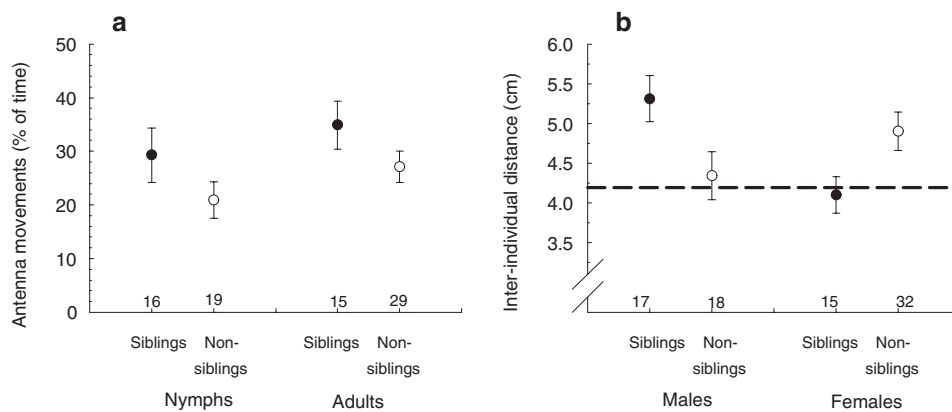 a
Antenna movements (% of time)
50
40
30
20
10
0
16
19
15
29
Siblings
Non-
siblings
Siblings
Non-
siblings
Nymphs
Adults
b
Inter-individual distance (cm)
6.0
5.5
5.0
4.5
4.0
3.5
17
18
15
32
Siblings
Non-
siblings
Siblings
Non-
siblings
Males
Females